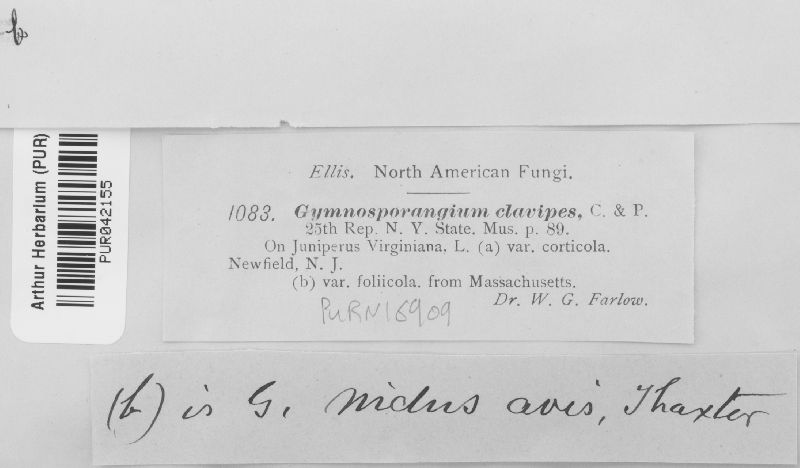 b
Arthur Herbarium (PUR)
PUR042155
Ellis. North American Fungi.
1083. Gymnosporangium clavipes, C. & P.
25th Rep. N. Y. State. Mus. p. 89.
On Juniperus Virginiana, L. (a) var. corticola.
Newfield, N. J.
(b) var. foliicola. from Massachusetts.
Dr. W. G. Farlow.
PURN16909
(b) is G. nidus avis, Thaxter